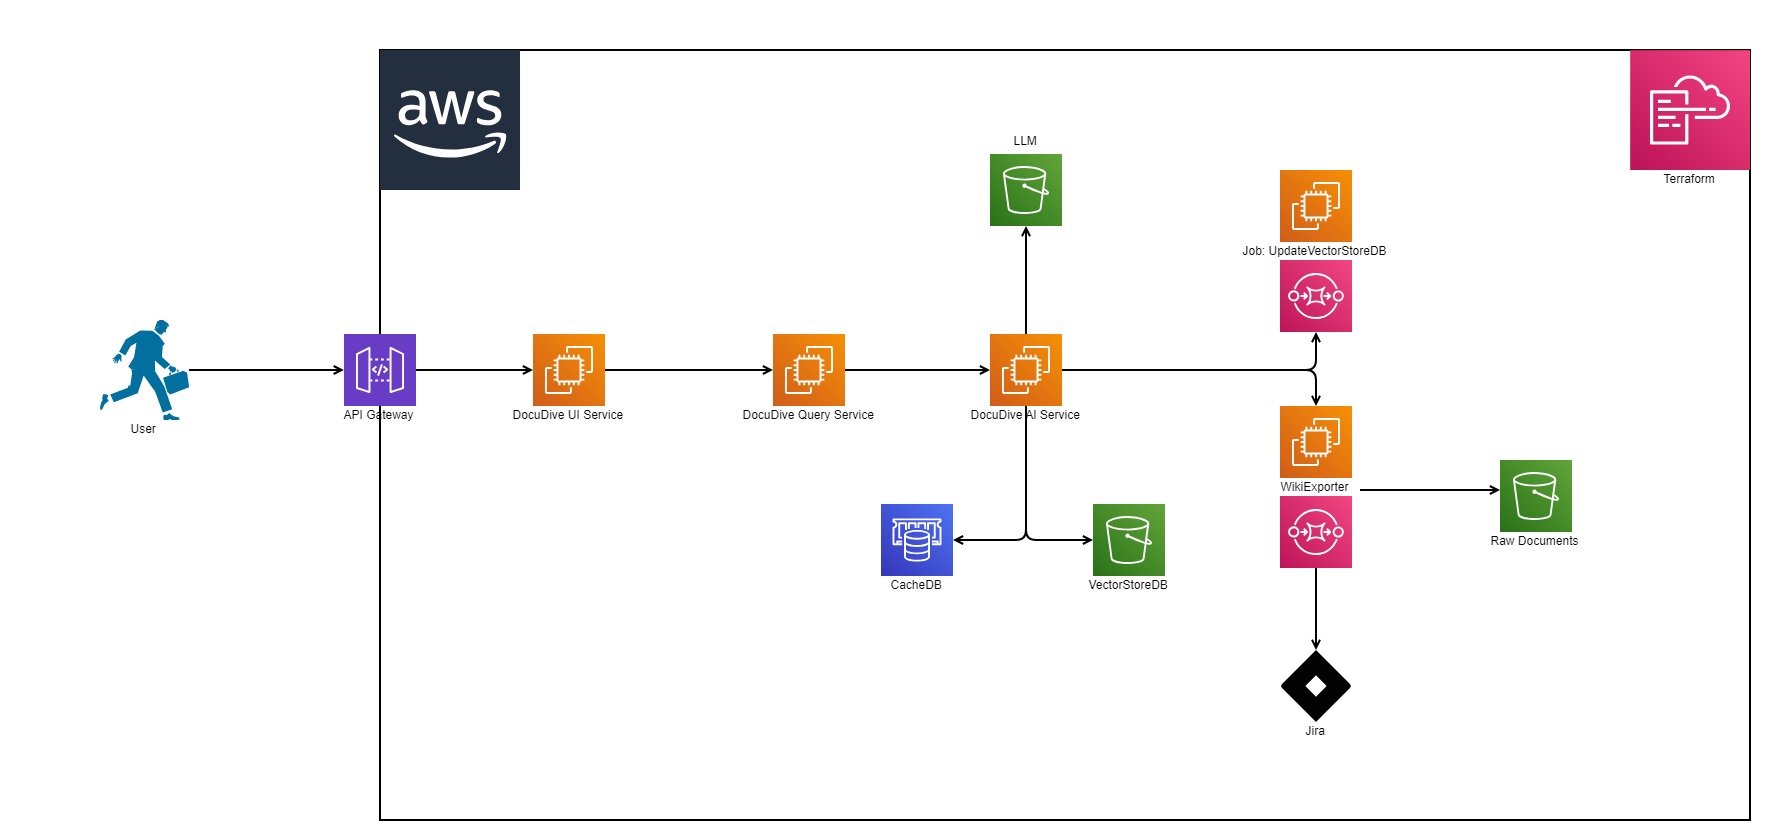 aws
Terraform
LLM
Job: UpdateVectorStoreDB
User
API Gateway
</>
DocuDive UI Service
DocuDive Query Service
DocuDive AI Service
WikiExporter
Raw Documents
CacheDB
VectorStoreDB
Jira